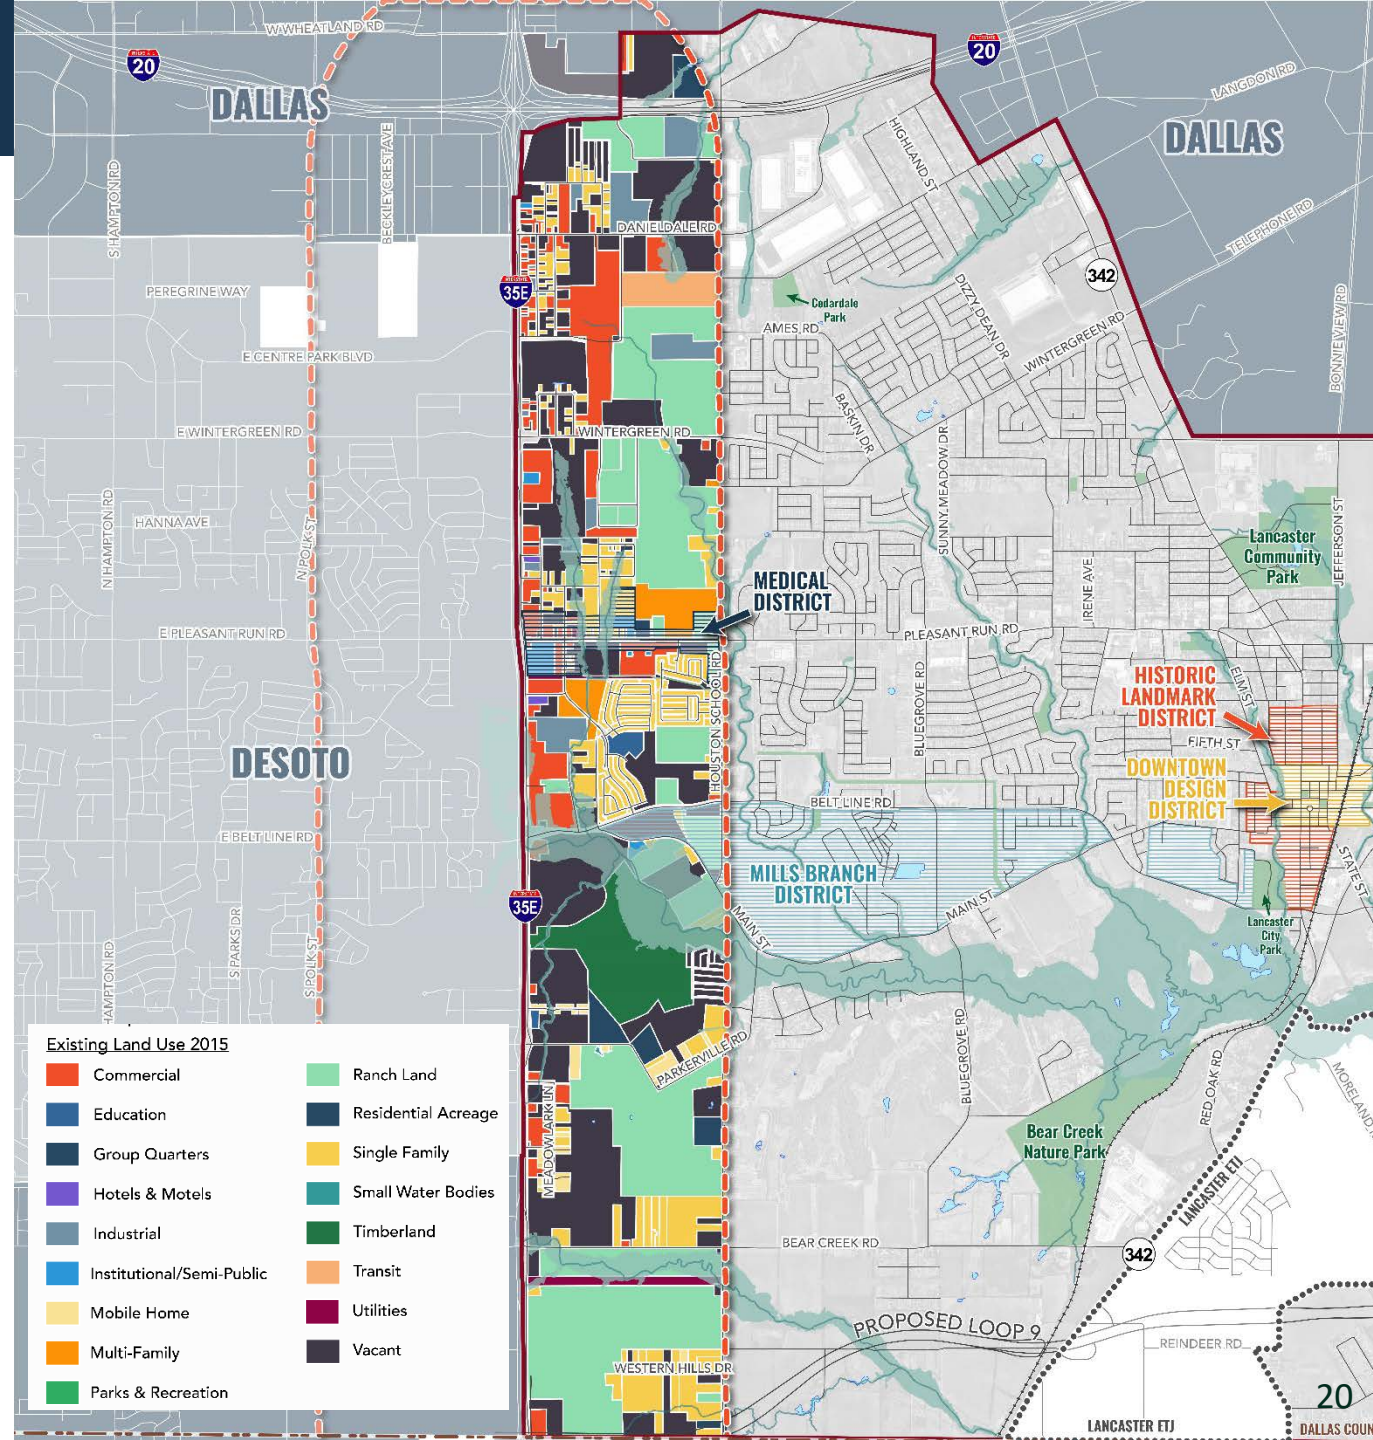 W WHEATLAND RD
20
20
DALLAS
LANGDON RD
DALLAS
HIGHLAND ST
S HAMPTON RD
BECKLEYCREST AVE
TELEPHONE RD
DANIELDALE RD
342
35E
PEREGRINE WAY
Cedardale
Park
DIZZY DEAN DR
AMES RD
WINTERGREEN RD
BONNIE VIEW RD
E CENTRE PARK BLVD
BASKIN DR
E WINTERGREEN RD
WINTERGREEN RD
SUNNY MEADOW DR
N HAMPTON RD
HANNA AVE
N POLK ST
JEFFERSON ST
Lancaster
Community
Park
MEDICAL
DISTRICT
IRENE AVE
E PLEASANT RUN RD
PLEASANT RUN RD
HOUSTON SCHOOL RD
BLUEGROVE RD
ELM ST
HISTORIC
LANDMARK
DISTRICT
FIFTH ST
DESOTO
DOWNTOWN
DESIGN
DISTRICT
BELT LINE RD
E BELT LINE RD
MILLS BRANCH
DISTRICT
STATE ST
35E
MAIN ST
MAIN ST
Lancaster
City
Park
S PARKS DR
S POLK ST
HAMPTON RD
BLUEGROVE RD
PARKERVILLE RD
RED OAK RD
MORELAND
MEADOWLARK LN
Bear Creek
Nature Park
LANCASTER ETJ
BEAR CREEK RD
342
PROPOSED LOOP 9
REINDEER RD
WESTERN HILLS DR
20
LANCASTER ETJ
DALLAS COUN
Existing Land Use 2015
Commercial
Education
Group Quarters
Hotels & Motels
Industrial
Institutional/Semi-Public
Mobile Home
Multi-Family
Parks & Recreation
Ranch Land
Residential Acreage
Single Family
Small Water Bodies
Timberland
Transit
Utilities
Vacant